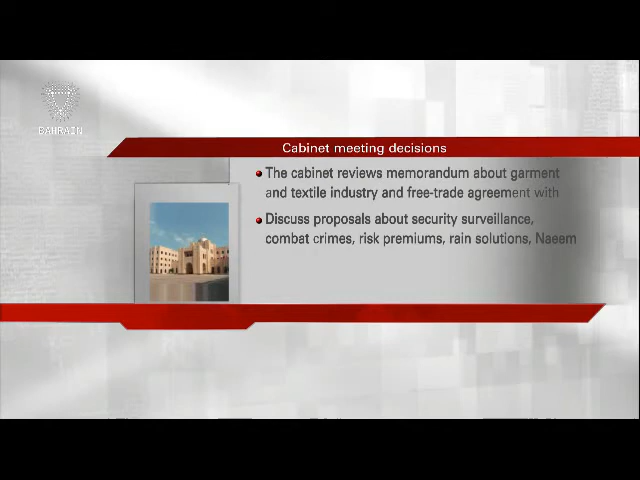 BAHRAIN
Cabinet meeting decisions
The cabinet reviews memorandum about garment
and textile industry and free-trade agreement with
Discuss proposals about security surveillance,
combat crimes, risk premiums, rain solutions, Naeem